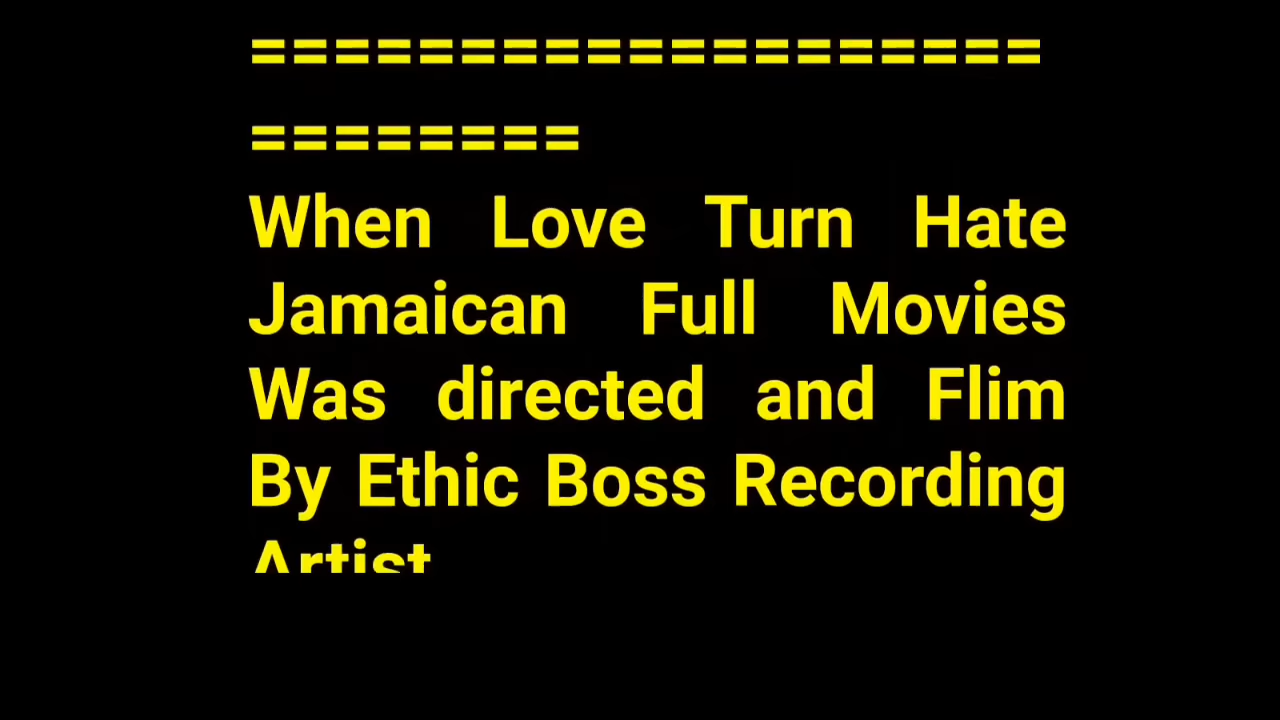 ===================
========
When Love Turn Hate
Jamaican Full Movies
Was directed and Flim
By Ethic Boss Recording
Artist